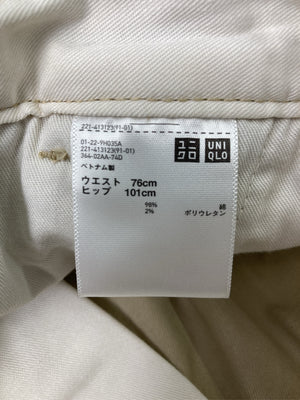 221-413123(91-01)
01-22-9H035A
221-413123(91-01)
364-02AA-74D
ベトナム製
ウエスト 76cm
ヒップ 101cm
98% 綿
2% ポリウレタン
ユニ
クロ
UNI
QLO